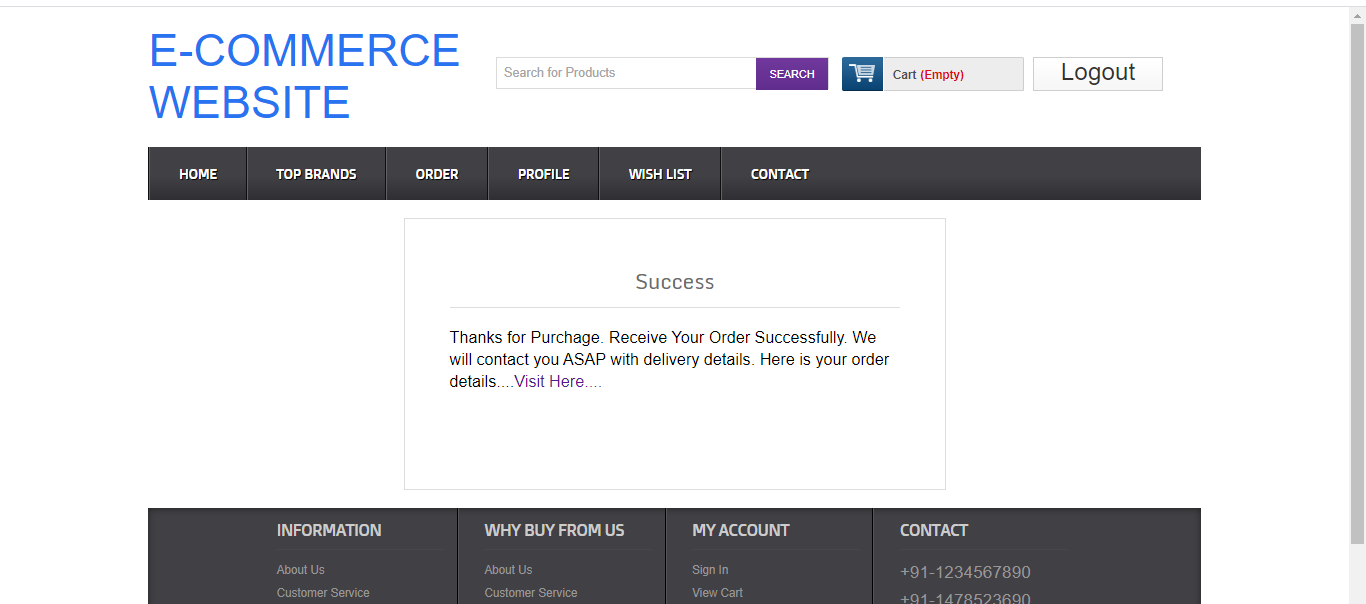 E-COMMERCE
WEBSITE
Search for Products
SEARCH
Cart (Empty)
Logout
HOME
TOP BRANDS
ORDER
PROFILE
WISH LIST
CONTACT
Success
Thanks for Purchage. Receive Your Order Successfully. We
will contact you ASAP with delivery details. Here is your order
details....Visit Here....
INFORMATION
About Us
Customer Service
WHY BUY FROM US
About Us
Customer Service
MY ACCOUNT
Sign In
View Cart
CONTACT
+91-1234567890
+91-1478523690